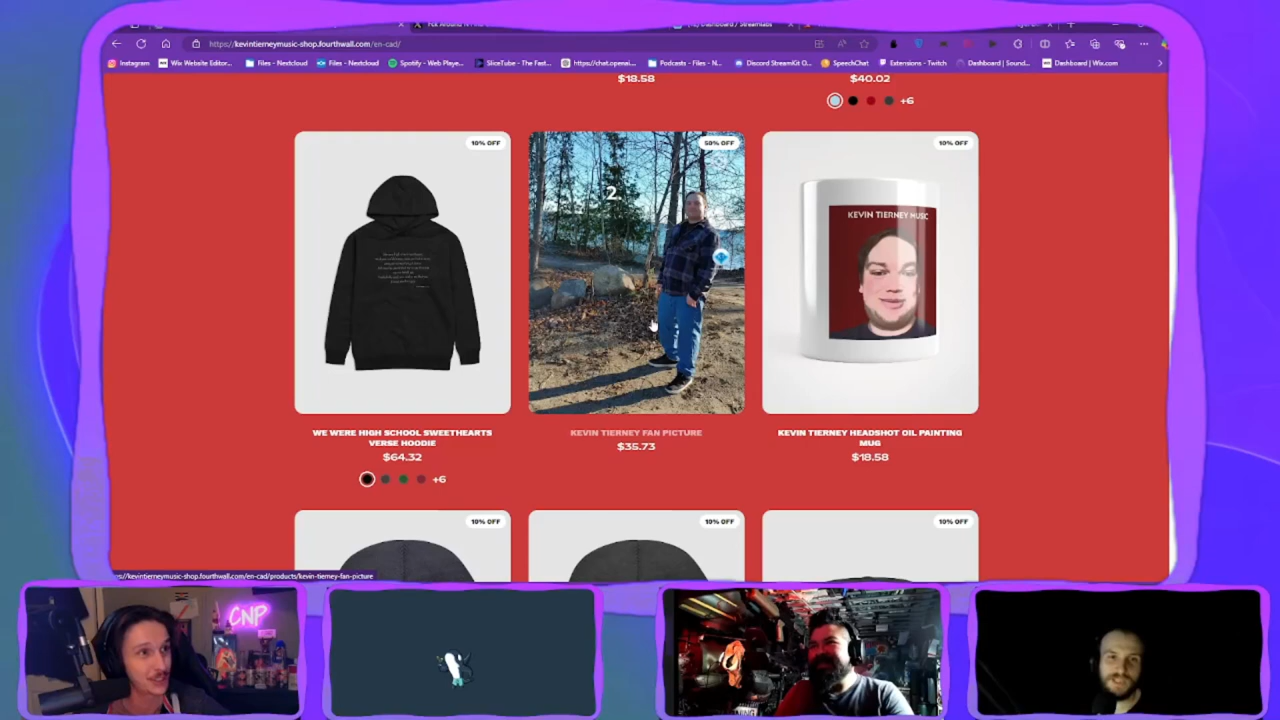 https://kevintierneymusic-shop.fourthwall.com/en-cad/
Instagram
Wix Website Editor...
Files - Nextcloud
Files - Nextcloud
Spotify - Web Playe...
SliceTube - The Fast...
https://chat.openai....
Podcasts - Files - N...
Discord StreamKit O...
SpeechChat
Extensions - Twitch
Dashboard | Sound...
Dashboard | Wix.com
$18.58
$40.02
+6
10% OFF
50% OFF
10% OFF
2
KEVIN TIERNEY MUSIC
WE WERE HIGH SCHOOL SWEETHEARTS
VERSE HOODIE
$64.32
+6
KEVIN TIERNEY FAN PICTURE
$35.73
KEVIN TIERNEY HEADSHOT OIL PAINTING
MUG
$18.58
10% OFF
10% OFF
10% OFF
kevintierneymusic-shop.fourthwall.com/en-cad/products/kevin-tierney-fan-picture
CNP